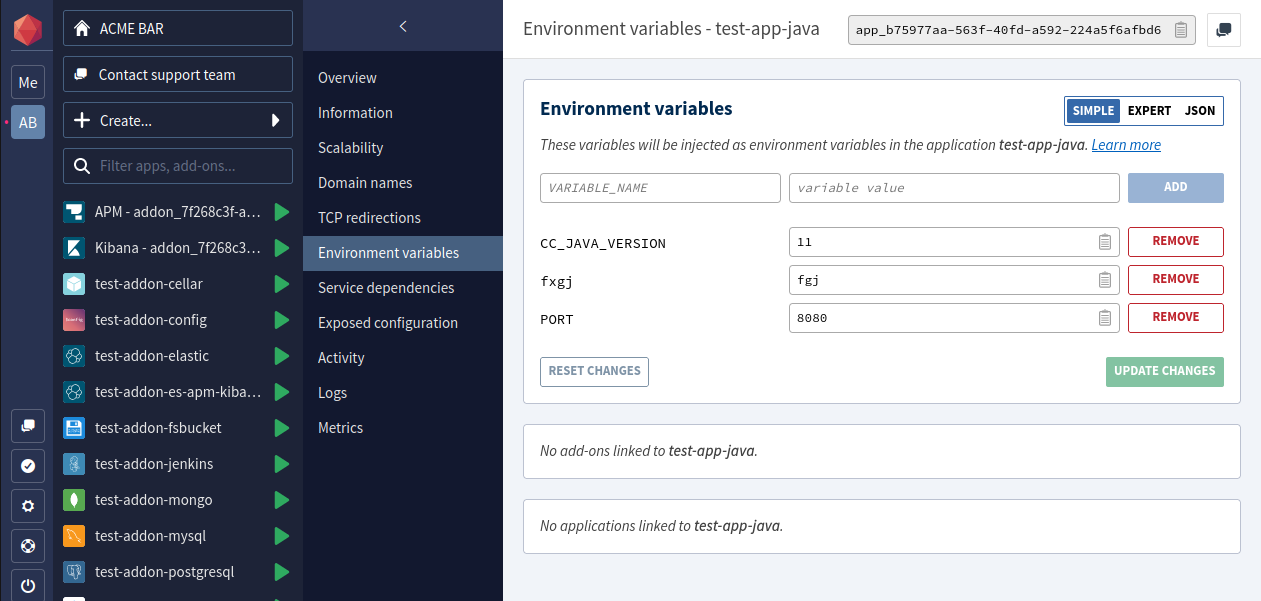 Me
AB
ACME BAR
Contact support team
Create...
Filter apps, add-ons...
APM - addon_7f268c3f-a...
Kibana - addon_7f268c3...
test-addon-cellar
test-addon-config
test-addon-elastic
test-addon-es-apm-kiba...
test-addon-fsbucket
test-addon-jenkins
test-addon-mongo
test-addon-mysql
test-addon-postgresql
Overview
Information
Scalability
Domain names
TCP redirections
Environment variables
Service dependencies
Exposed configuration
Activity
Logs
Metrics
Environment variables - test-app-java
app_b75977aa-563f-40fd-a592-224a5f6afbd6
Environment variables
SIMPLE EXPERT JSON
These variables will be injected as environment variables in the application test-app-java. Learn more
VARIABLE_NAME variable value ADD
CC_JAVA_VERSION 11 REMOVE
fxgj fgj REMOVE
PORT 8080 REMOVE
RESET CHANGES UPDATE CHANGES
No add-ons linked to test-app-java.
No applications linked to test-app-java.